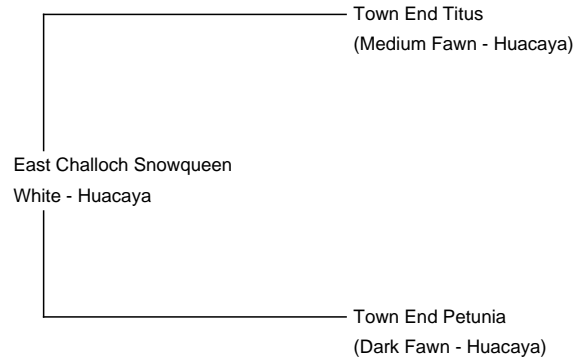 Town End Titus
(Medium Fawn - Huacaya)
East Challoch Snowqueen
White - Huacaya
Town End Petunia
(Dark Fawn - Huacaya)